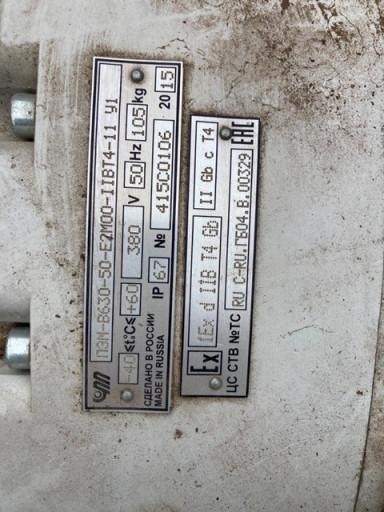 ПЭМ-В630-50-Е2М00-IIВТ4-11 У1
-40 ≤t°C≤ +60 380 V 50 Hz 105 kg
СДЕЛАНО В РОССИИ
MADE IN RUSSIA
IP 67 № 415С0106 20 15
Ex 1Ex d IIB T4 Gb II Gb c T4
ЦС СТВ №ТС RU C-RU.ГБ04.В.00329 ЕАС